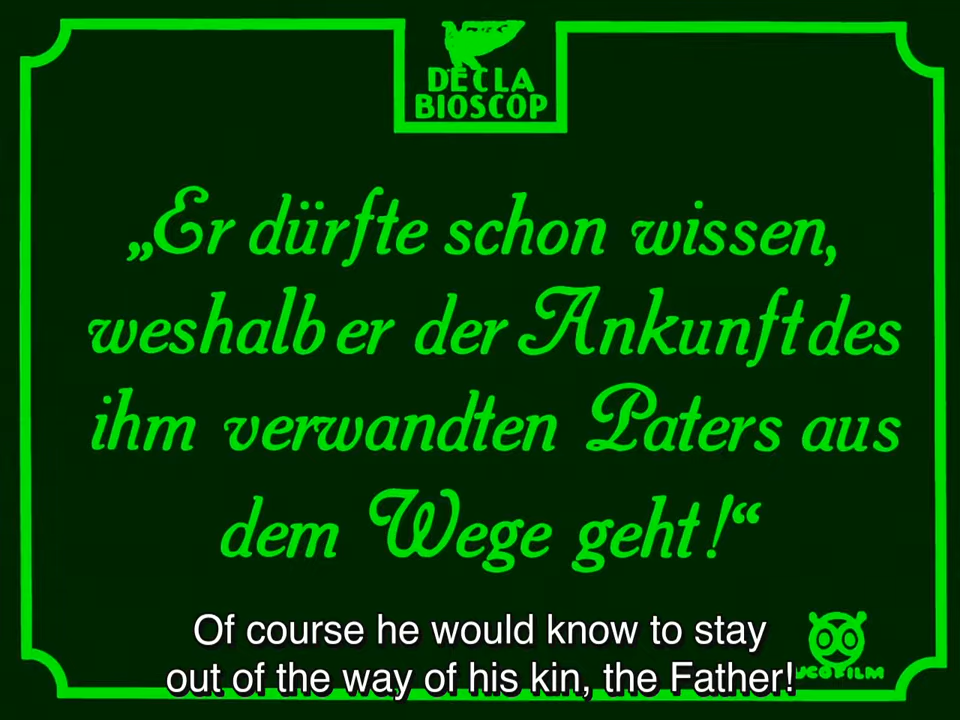 DECLA
BIOSCOP
„Er dürfte schon wissen,
weshalb er der Ankunft des
ihm verwandten Paters aus
dem Wege geht!“
Of course he would know to stay
out of the way of his kin, the Father!
UCOFILM